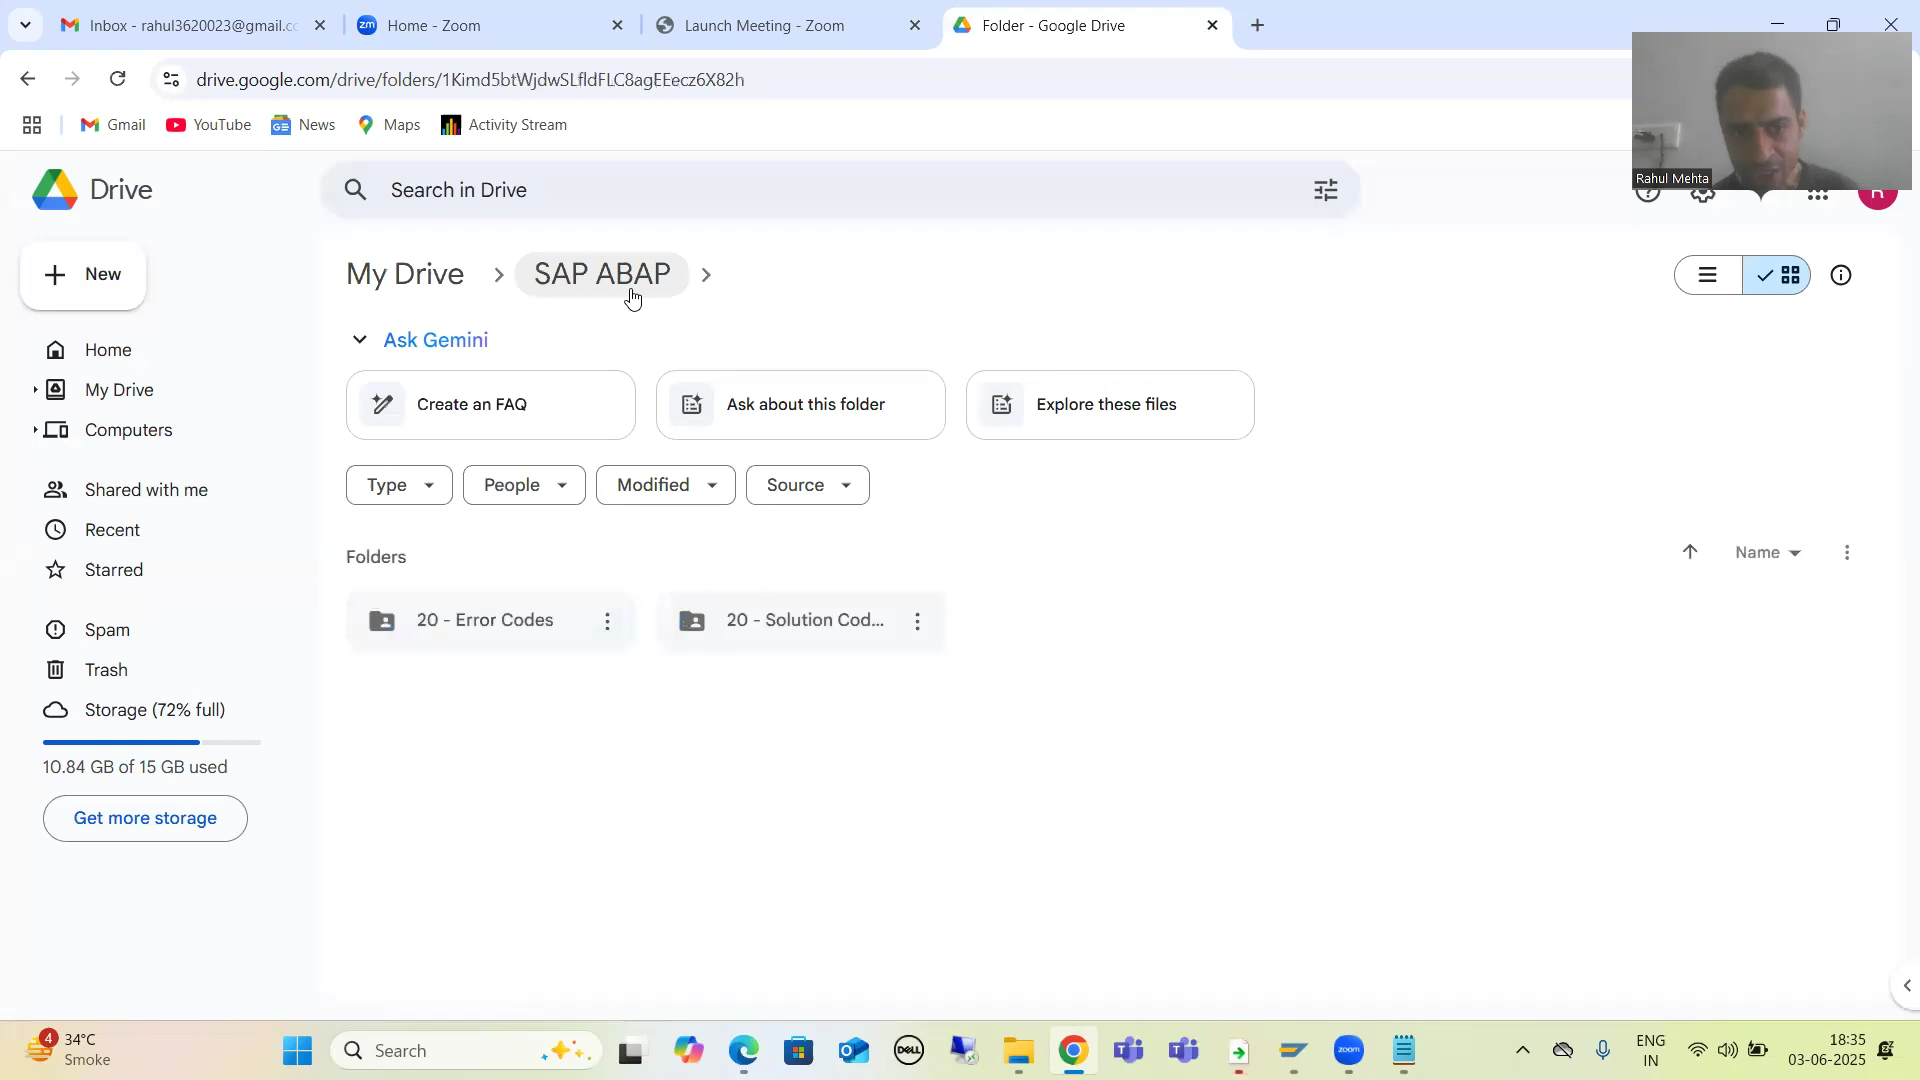 Inbox - rahul3620023@gmail.cc
Home - Zoom
Launch Meeting - Zoom
Folder - Google Drive
drive.google.com/drive/folders/1Kimd5btWjdwSLfldFLC8agEEecz6X82h
Gmail
YouTube
News
Maps
Activity Stream
Rahul Mehta
Drive
Search in Drive
R
New
My Drive
SAP ABAP
Home
My Drive
Computers
Shared with me
Recent
Starred
Spam
Trash
Storage (72% full)
10.84 GB of 15 GB used
Get more storage
Ask Gemini
Create an FAQ
Ask about this folder
Explore these files
Type
People
Modified
Source
Folders
Name
20 - Error Codes
20 - Solution Cod...
4
34°C
Smoke
Search
DELL
zoom
ENG
IN
18:35
03-06-2025